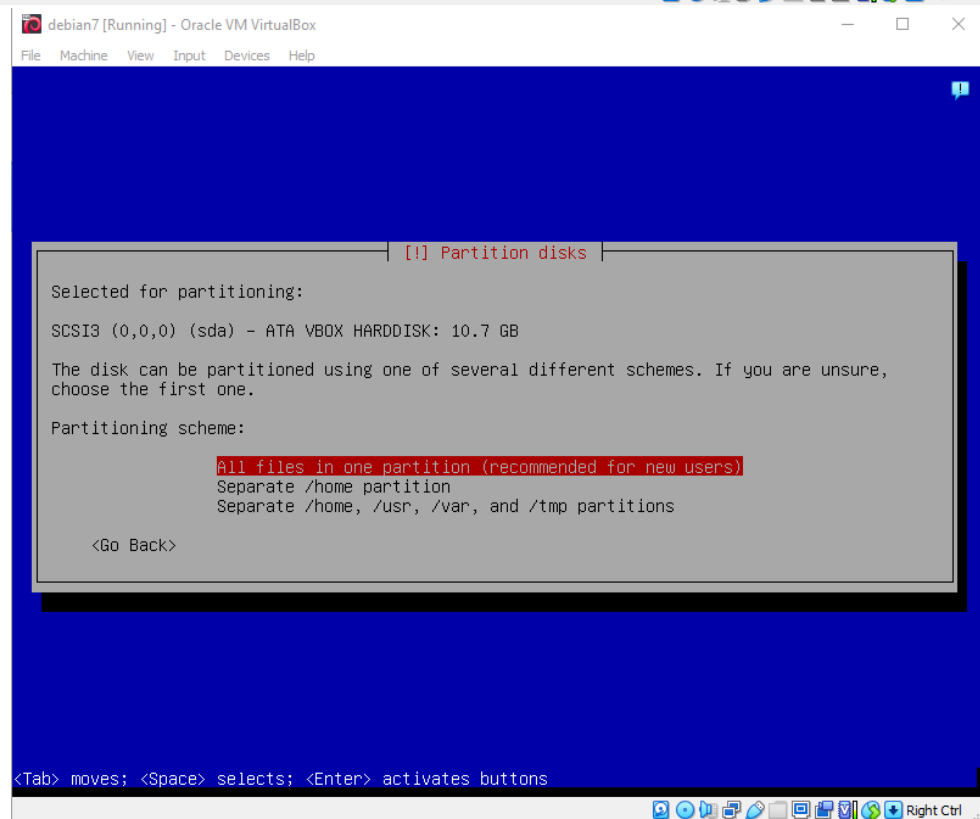 debian7 [Running] - Oracle VM VirtualBox
File Machine View Input Devices Help
[!] Partition disks
Selected for partitioning:
SCSI3 (0,0,0) (sda) - ATA VBOX HARDDISK: 10.7 GB
The disk can be partitioned using one of several different schemes. If you are unsure,
choose the first one.
Partitioning scheme:
All files in one partition (recommended for new users)
Separate /home partition
Separate /home, /usr, /var, and /tmp partitions
<Go Back>
<Tab> moves; <Space> selects; <Enter> activates buttons
Right Ctrl